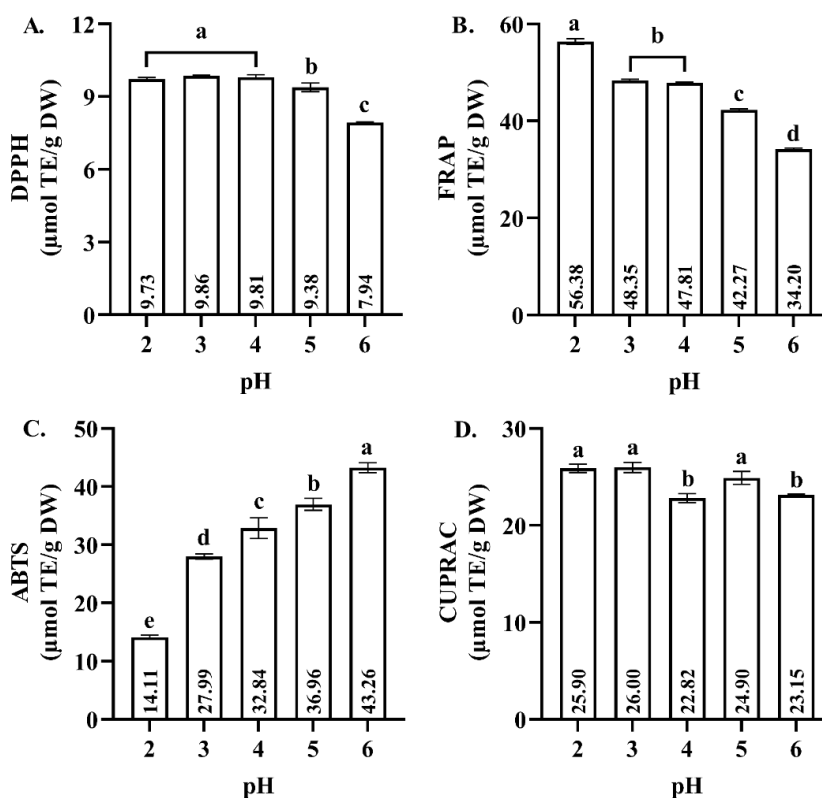 A.
DPPH
(μmol TE/g DW)
12
9
6
3
0
a
b
c
9.73
9.86
9.81
9.38
7.94
2 3 4 5 6
pH
B.
FRAP
(μmol TE/g DW)
60
40
20
0
a
b
c
d
56.38
48.35
47.81
42.27
34.20
2 3 4 5 6
pH
C.
ABTS
(μmol TE/g DW)
50
40
30
20
10
0
e
d
c
b
a
14.11
27.99
32.84
36.96
43.26
2 3 4 5 6
pH
D.
CUPRAC
(μmol TE/g DW)
30
20
10
0
a
a
b
a
b
25.90
26.00
22.82
24.90
23.15
2 3 4 5 6
pH